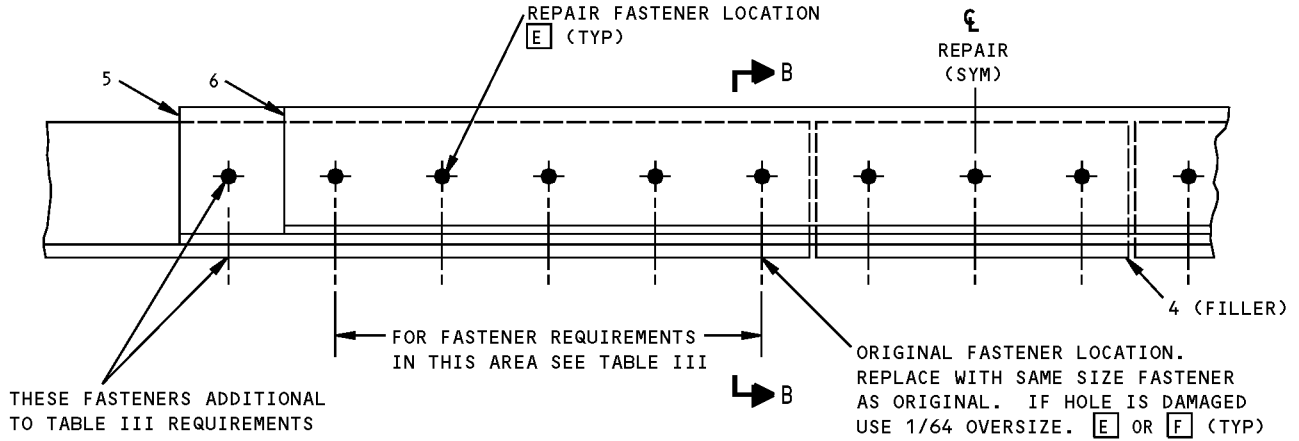 REPAIR FASTENER LOCATION
E (TYP)
℄
REPAIR
(SYM)
B
5
6
4 (FILLER)
FOR FASTENER REQUIREMENTS
IN THIS AREA SEE TABLE III
B
ORIGINAL FASTENER LOCATION.
REPLACE WITH SAME SIZE FASTENER
AS ORIGINAL. IF HOLE IS DAMAGED
USE 1/64 OVERSIZE. E OR F (TYP)
THESE FASTENERS ADDITIONAL
TO TABLE III REQUIREMENTS